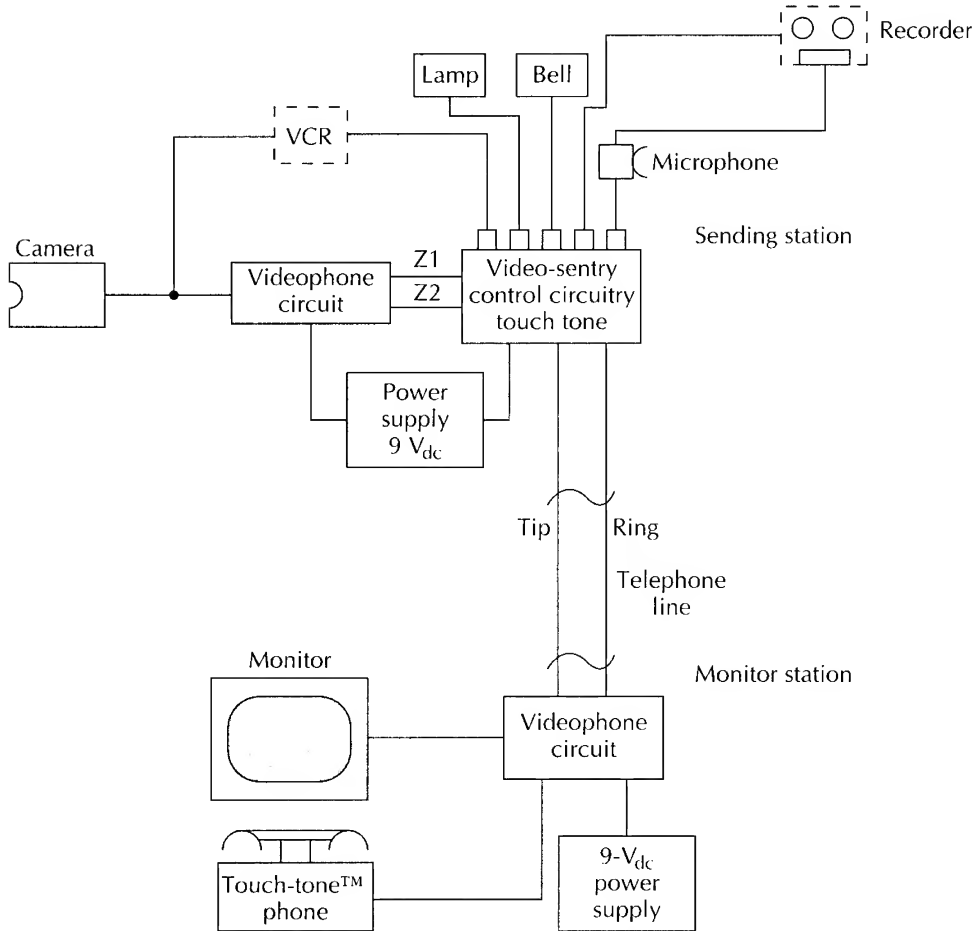 Recorder
Lamp
Bell
VCR
Microphone
Sending station
Camera
Z1
Z2
Videophone
circuit
Video-sentry
control circuitry
touch tone
Power
supply
9 Vdc
Tip
Ring
Telephone
line
Monitor
Monitor station
Videophone
circuit
Touch-tone™
phone
9-Vdc
power
supply